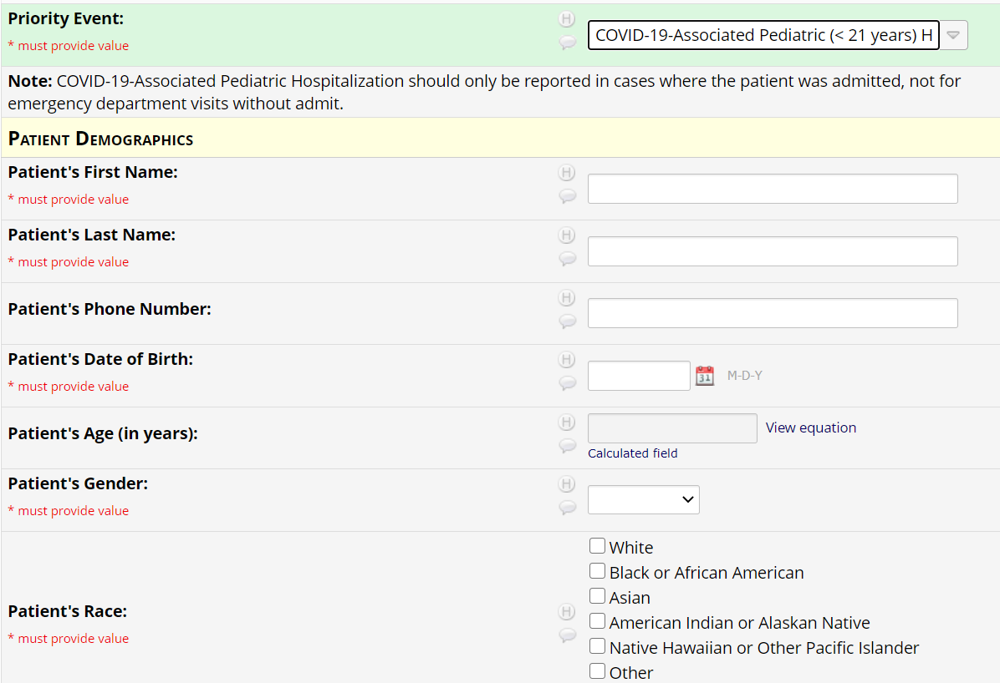 Priority Event:
* must provide value
H
COVID-19-Associated Pediatric (< 21 years) H
Note: COVID-19-Associated Pediatric Hospitalization should only be reported in cases where the patient was admitted, not for
emergency department visits without admit.
Patient Demographics
Patient's First Name:
* must provide value
H
Patient's Last Name:
* must provide value
H
Patient's Phone Number:
H
Patient's Date of Birth:
* must provide value
H
31
M-D-Y
Patient's Age (in years):
H
View equation
Calculated field
Patient's Gender:
* must provide value
H
Patient's Race:
* must provide value
H
White
Black or African American
Asian
American Indian or Alaskan Native
Native Hawaiian or Other Pacific Islander
Other